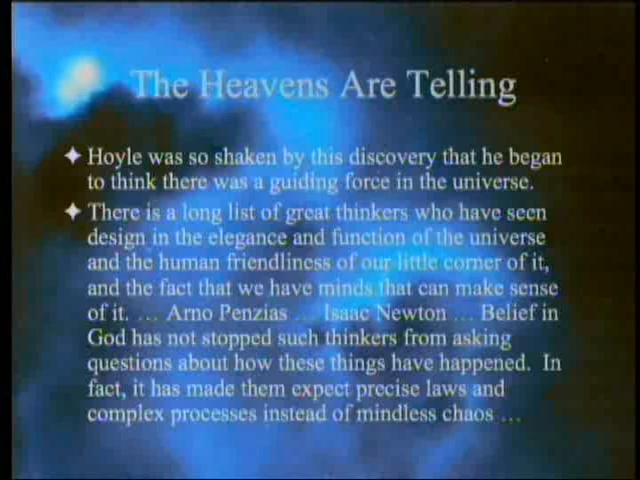 The Heavens Are Telling
Hoyle was so shaken by this discovery that he began
to think there was a guiding force in the universe.
There is a long list of great thinkers who have seen
design in the elegance and function of the universe
and the human friendliness of our little corner of it,
and the fact that we have minds that can make sense
of it. … Arno Penzias … Isaac Newton … Belief in
God has not stopped such thinkers from asking
questions about how these things have happened. In
fact, it has made them expect precise laws and
complex processes instead of mindless chaos …